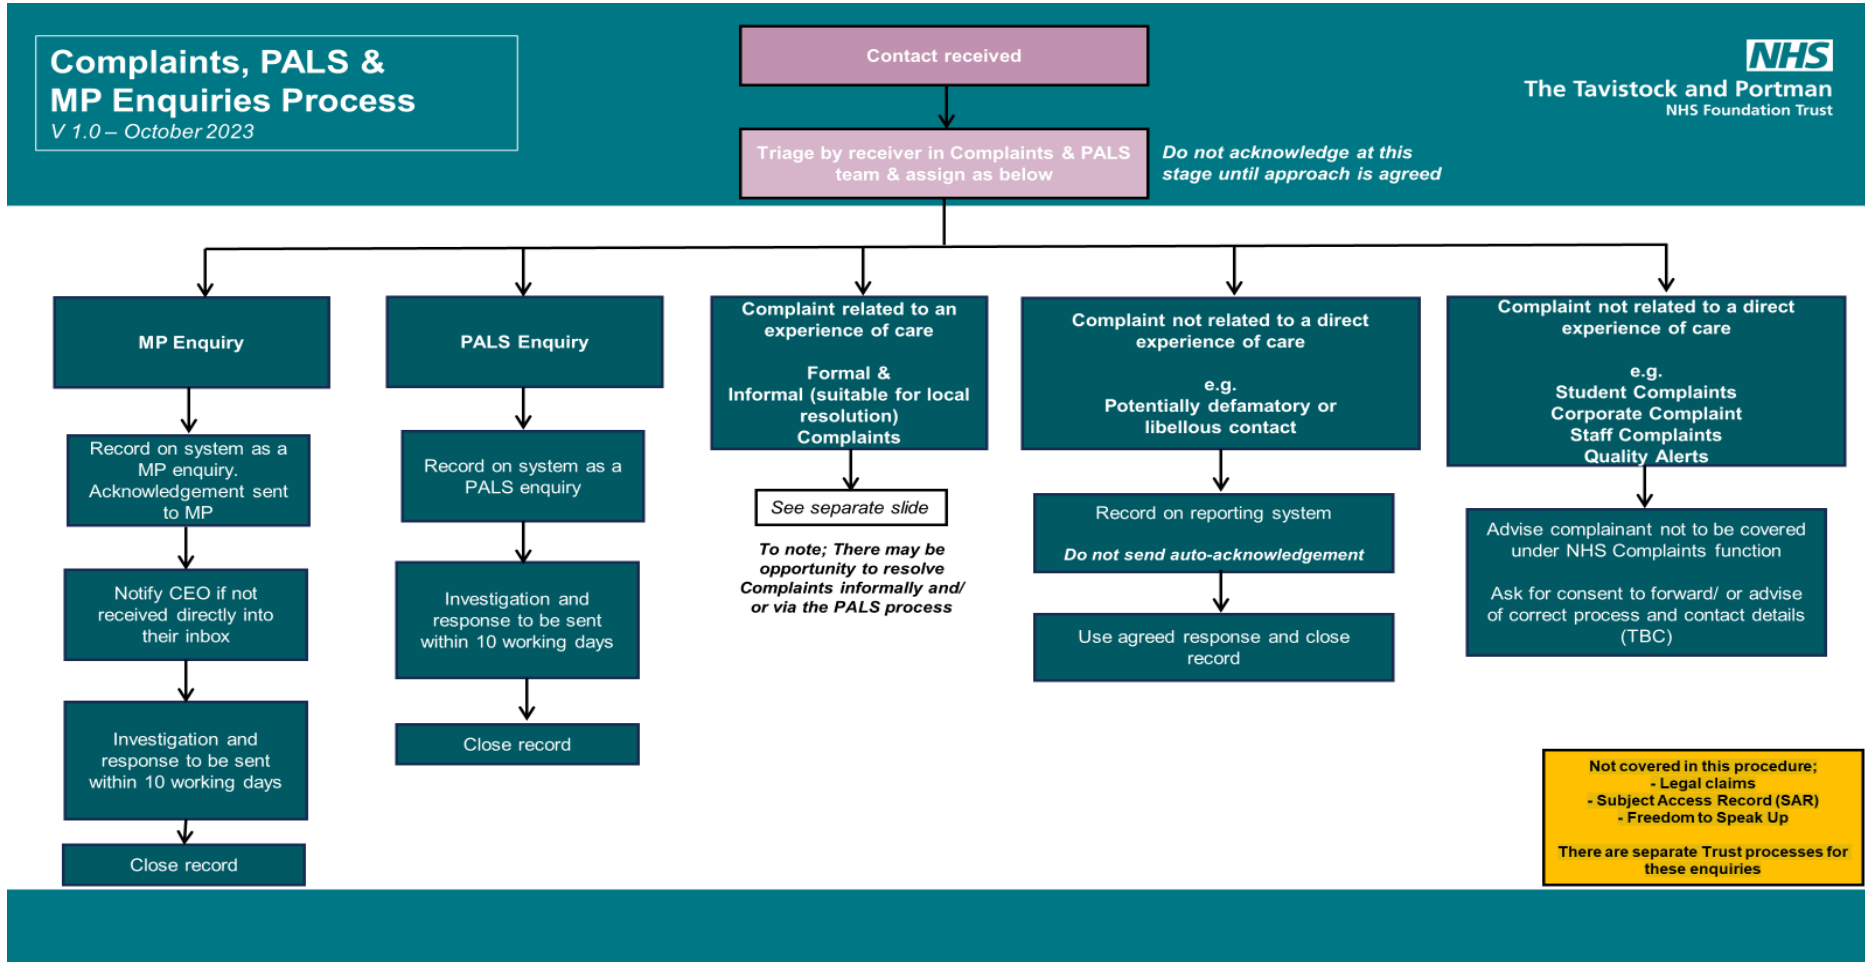 Complaints, PALS &
MP Enquiries Process
V 1.0 – October 2023
Contact received
NHS
The Tavistock and Portman
NHS Foundation Trust
Triage by receiver in Complaints & PALS
team & assign as below
Do not acknowledge at this
stage until approach is agreed
MP Enquiry
Record on system as a
MP enquiry.
Acknowledgement sent
to MP
Notify CEO if not
received directly into
their inbox
Investigation and
response to be sent
within 10 working days
Close record
PALS Enquiry
Record on system as a
PALS enquiry
Investigation and
response to be sent
within 10 working days
Close record
Complaint related to an
experience of care
Formal &
Informal (suitable for local
resolution)
Complaints
See separate slide
To note; There may be
opportunity to resolve
Complaints informally and/
or via the PALS process
Complaint not related to a direct
experience of care
e.g.
Potentially defamatory or
libellous contact
Record on reporting system
Do not send auto-acknowledgement
Use agreed response and close
record
Complaint not related to a direct
experience of care
e.g.
Student Complaints
Corporate Complaint
Staff Complaints
Quality Alerts
Advise complainant not to be covered
under NHS Complaints function
Ask for consent to forward/ or advise
of correct process and contact details
(TBC)
Not covered in this procedure;
- Legal claims
- Subject Access Record (SAR)
- Freedom to Speak Up
There are separate Trust processes for
these enquiries